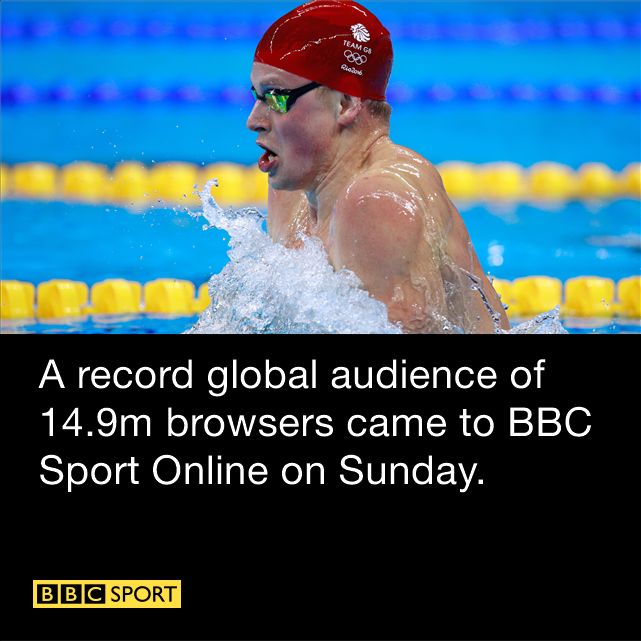 TEAM GB
Rio2016
A record global audience of
14.9m browsers came to BBC
Sport Online on Sunday.
BBC SPORT